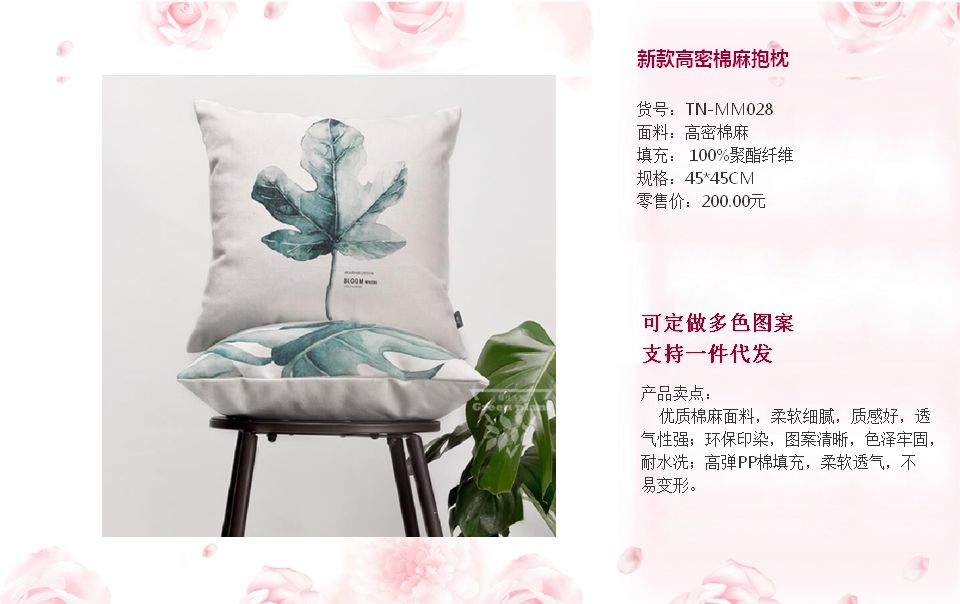 新款高密棉麻抱枕
货号：TN-MM028
面料：高密棉麻
填充： 100%聚酯纤维
规格：45*45CM
零售价：200.00元
BLOOM
可定做多色图案
支持一件代发
产品卖点：
优质棉麻面料，柔软细腻，质感好，透
气性强；环保印染，图案清晰，色泽牢固，
耐水洗；高弹PP棉填充，柔软透气，不
易变形。
Green plant